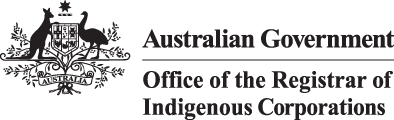 AUSTRALIA
Australian Government
Office of the Registrar of
Indigenous Corporations